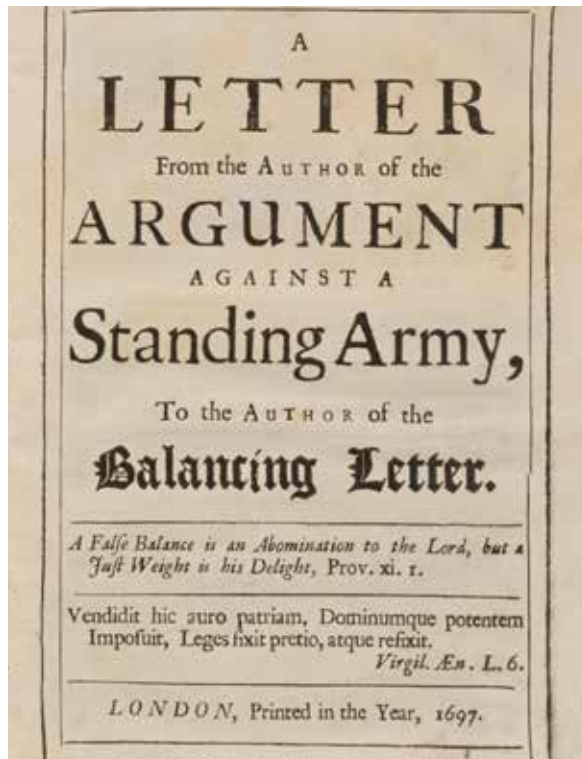 A
LETTER
From the AUTHOR of the
ARGUMENT
AGAINST A
Standing Army,
To the AUTHOR of the
Balancing Letter.
A Falſe Balance is an Abomination to the Lord, but a
Juſt Weight is his Delight, Prov. xi. 1.
Vendidit hic auro patriam, Dominumque potentem
Impoſuit, Leges fixit pretio, atque refixit.
Virgil. Æn. L. 6.
LONDON, Printed in the Year, 1697.